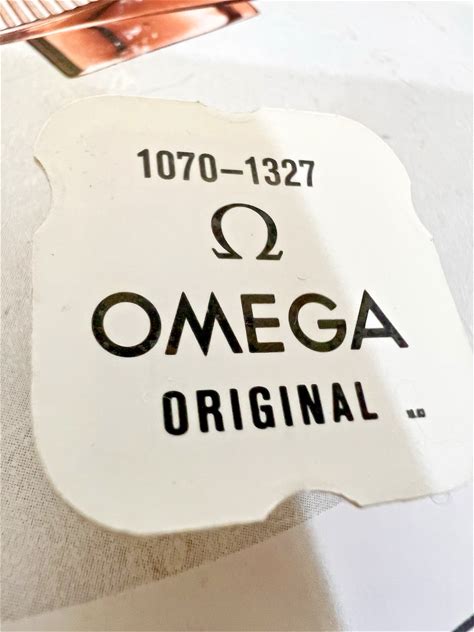 1070–1327
Ω
OMEGA
ORIGINAL